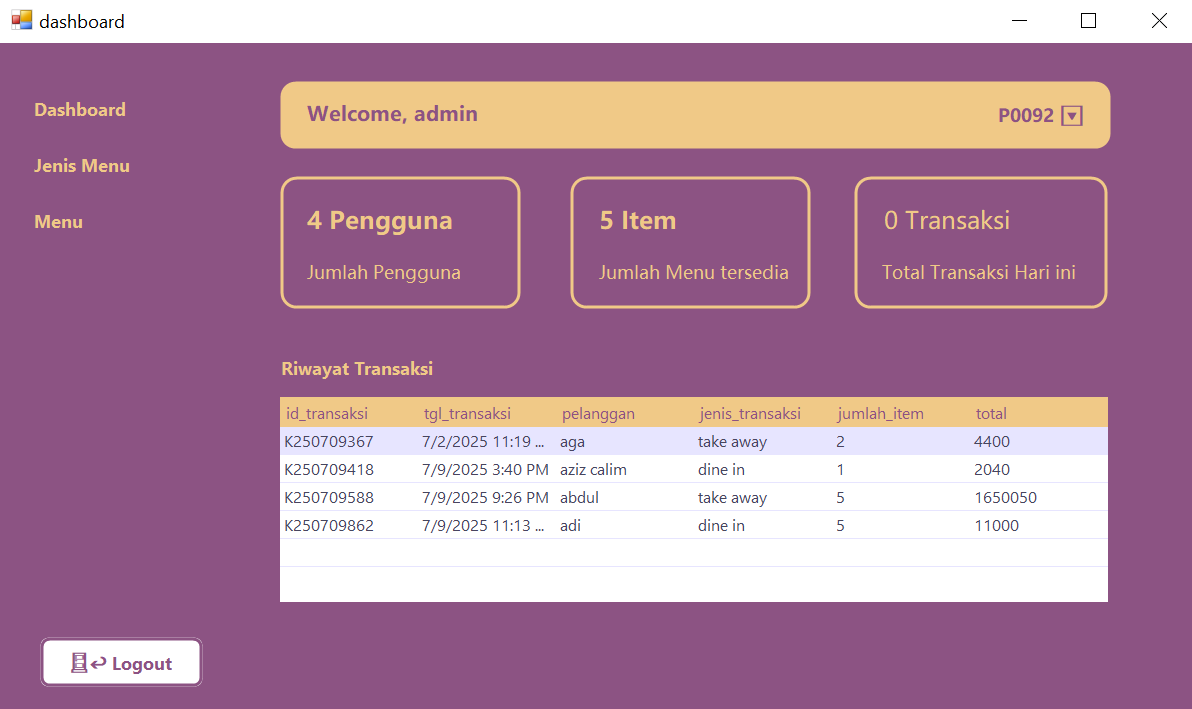 dashboard
Dashboard
Jenis Menu
Menu
Welcome, admin
P0092
4 Pengguna
Jumlah Pengguna
5 Item
Jumlah Menu tersedia
0 Transaksi
Total Transaksi Hari ini
Riwayat Transaksi
id_transaksi tgl_transaksi pelanggan jenis_transaksi jumlah_item total
K250709367 7/2/2025 11:19 ... aga take away 2 4400
K250709418 7/9/2025 3:40 PM aziz calim dine in 1 2040
K250709588 7/9/2025 9:26 PM abdul take away 5 1650050
K250709862 7/9/2025 11:13 ... adi dine in 5 11000
Logout